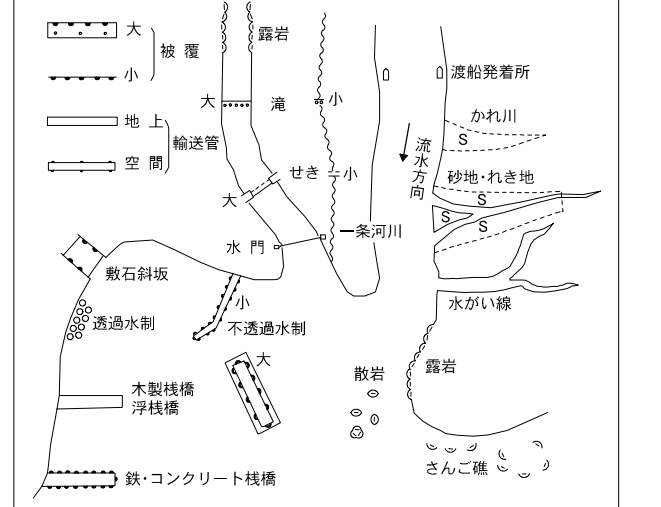 大
被覆
小
地上
輸送管
空間
露岩
大
滝
小
せき
小
大
水門
一条河川
渡船発着所
かれ川
S
流水方向
砂地・れき地
S
S
S
水がい線
敷石斜坂
透過水制
小
不透過水制
大
散岩
露岩
木製桟橋
浮桟橋
さんご礁
鉄・コンクリート桟橋